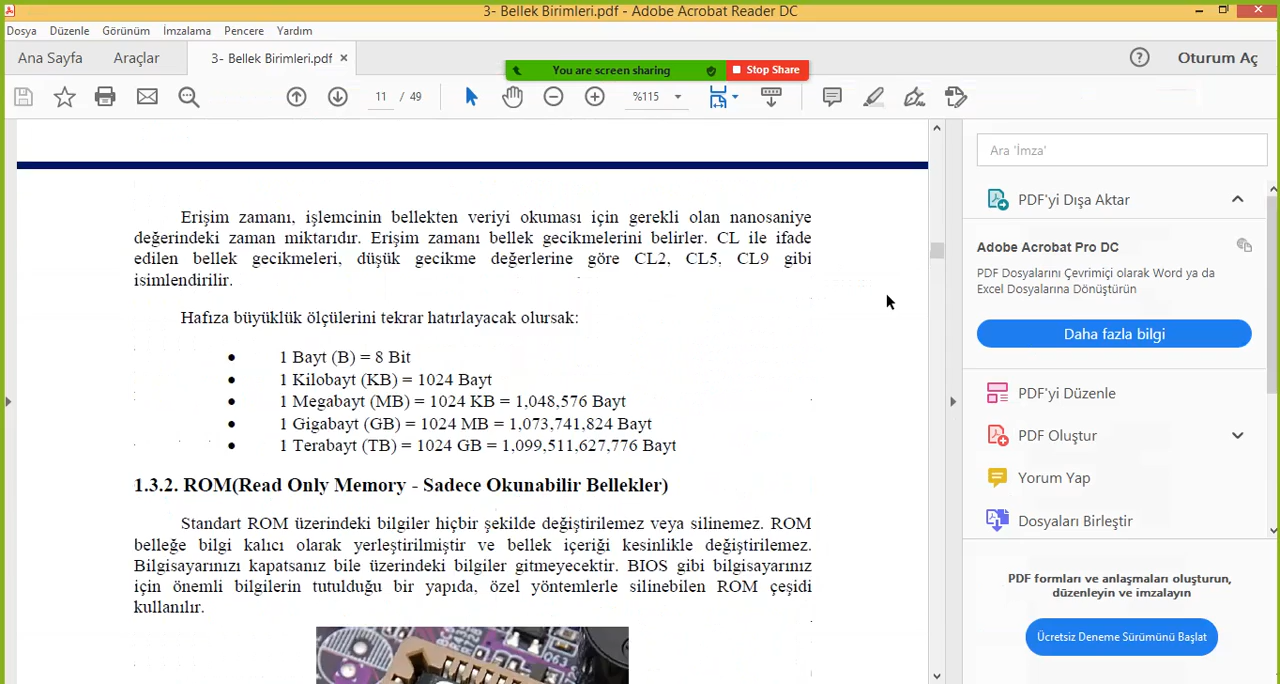 3- Bellek Birimleri.pdf - Adobe Acrobat Reader DC
Dosya Düzenle Görünüm İmzalama Pencere Yardım
Ana Sayfa Araçlar 3- Bellek Birimleri.pdf × Oturum Aç
You are screen sharing Stop Share
11 / 49 %115
Erişim zamanı, işlemcinin bellekten veriyi okuması için gerekli olan nanosaniye
değerindeki zaman miktarıdır. Erişim zamanı bellek gecikmelerini belirler. CL ile ifade
edilen bellek gecikmeleri, düşük gecikme değerlerine göre CL2, CL5, CL9 gibi
isimlendirilir.
Hafıza büyüklük ölçülerini tekrar hatırlayacak olursak:
• 1 Bayt (B) = 8 Bit
• 1 Kilobayt (KB) = 1024 Bayt
• 1 Megabayt (MB) = 1024 KB = 1,048,576 Bayt
• 1 Gigabayt (GB) = 1024 MB = 1,073,741,824 Bayt
• 1 Terabayt (TB) = 1024 GB = 1,099,511,627,776 Bayt
1.3.2. ROM(Read Only Memory - Sadece Okunabilir Bellekler)
Standart ROM üzerindeki bilgiler hiçbir şekilde değiştirilemez veya silinemez. ROM
belleğe bilgi kalıcı olarak yerleştirilmiştir ve bellek içeriği kesinlikle değiştirilemez.
Bilgisayarınızı kapatsanız bile üzerindeki bilgiler gitmeyecektir. BIOS gibi bilgisayarınız
için önemli bilgilerin tutulduğu bir yapıda, özel yöntemlerle silinebilen ROM çeşidi
kullanılır.
Ara 'İmza'
PDF'yi Dışa Aktar
Adobe Acrobat Pro DC
PDF Dosyalarını Çevrimiçi olarak Word ya da
Excel Dosyalarına Dönüştürün
Daha fazla bilgi
PDF'yi Düzenle
PDF Oluştur
Yorum Yap
Dosyaları Birleştir
PDF formları ve anlaşmaları oluşturun,
düzenleyin ve imzalayın
Ücretsiz Deneme Sürümünü Başlat